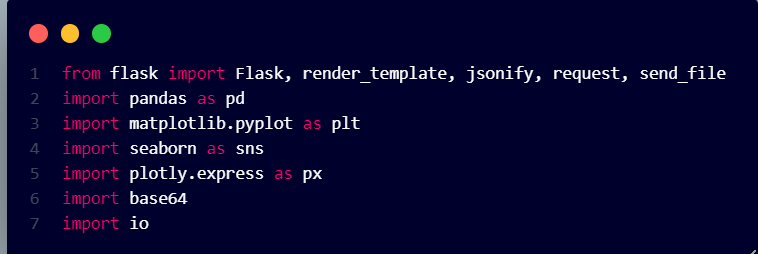 1 from flask import Flask, render_template, jsonify, request, send_file
2 import pandas as pd
3 import matplotlib.pyplot as plt
4 import seaborn as sns
5 import plotly.express as px
6 import base64
7 import io